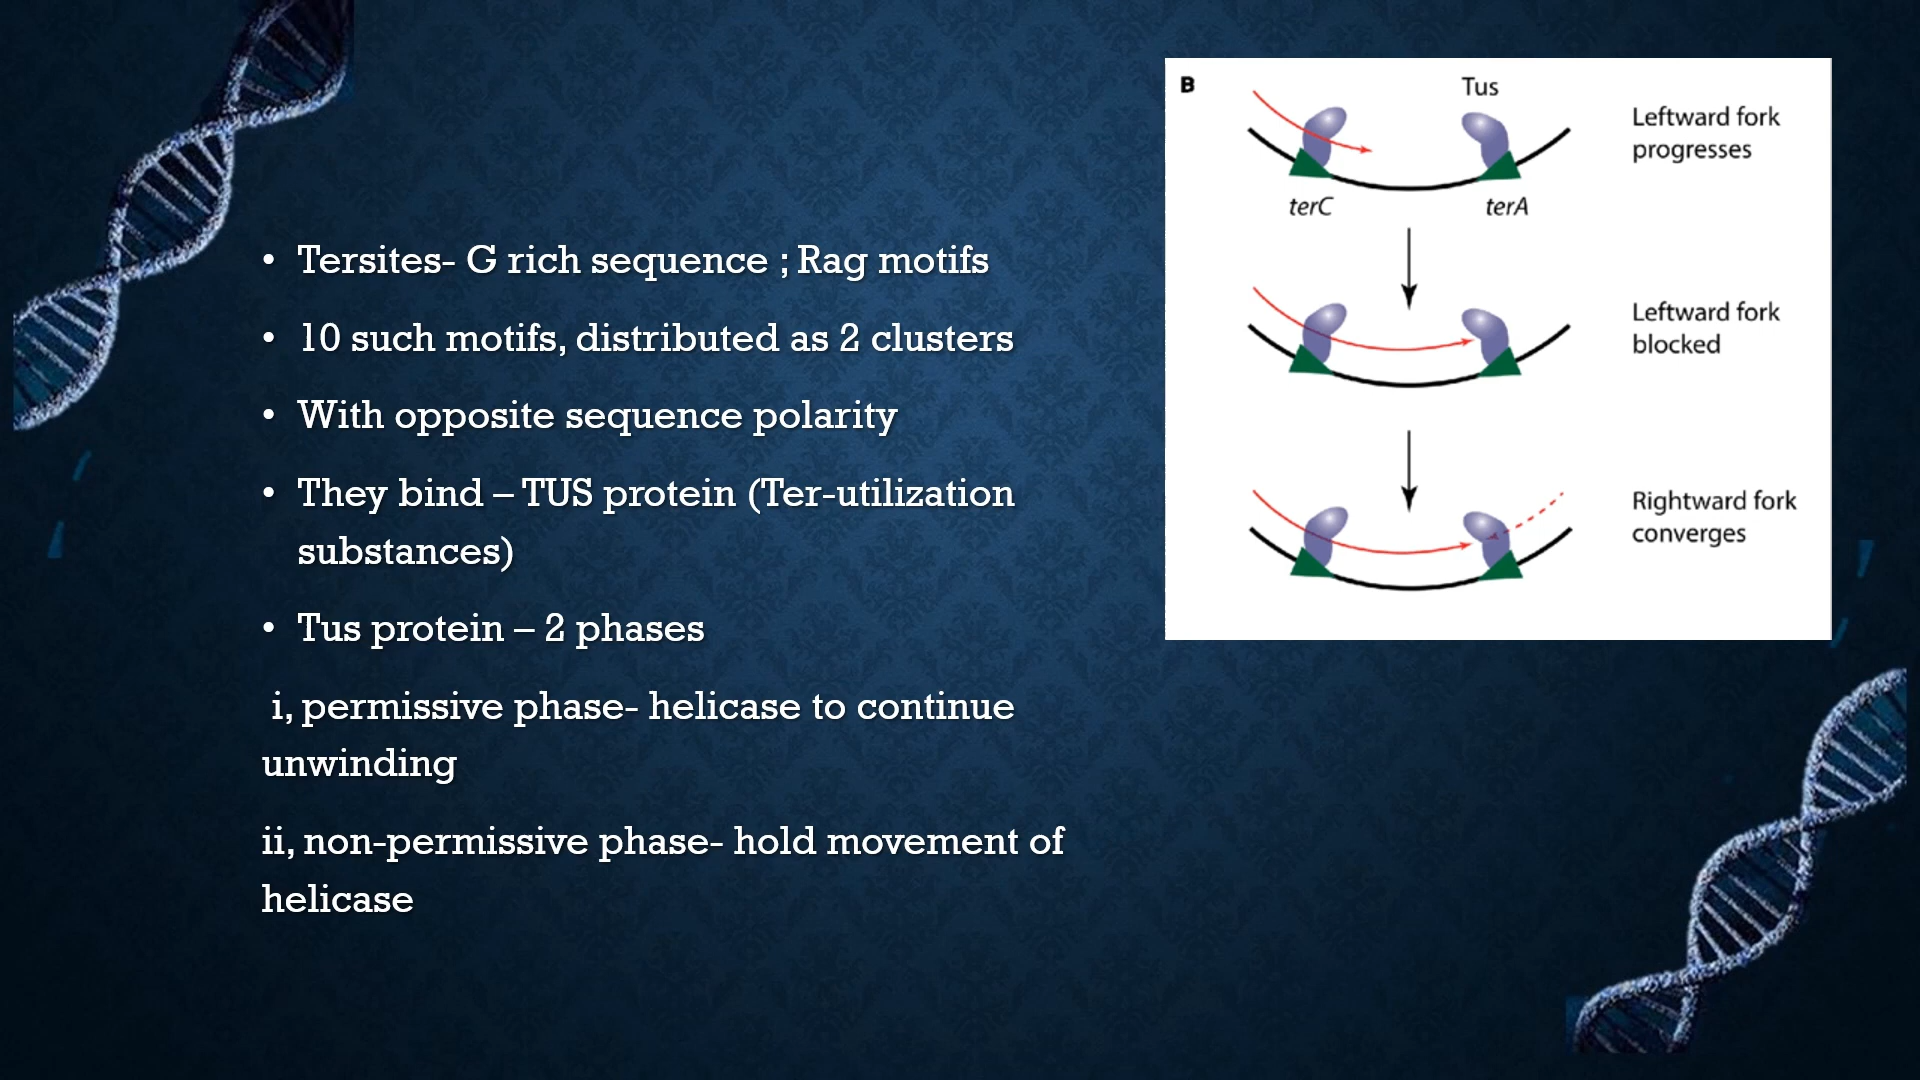 • Tersites- G rich sequence ; Rag motifs
• 10 such motifs, distributed as 2 clusters
• With opposite sequence polarity
• They bind – TUS protein (Ter-utilization
substances)
• Tus protein – 2 phases
i, permissive phase- helicase to continue
unwinding
ii, non-permissive phase- hold movement of
helicase
B
Tus
Leftward fork
progresses
terC
terA
Leftward fork
blocked
Rightward fork
converges